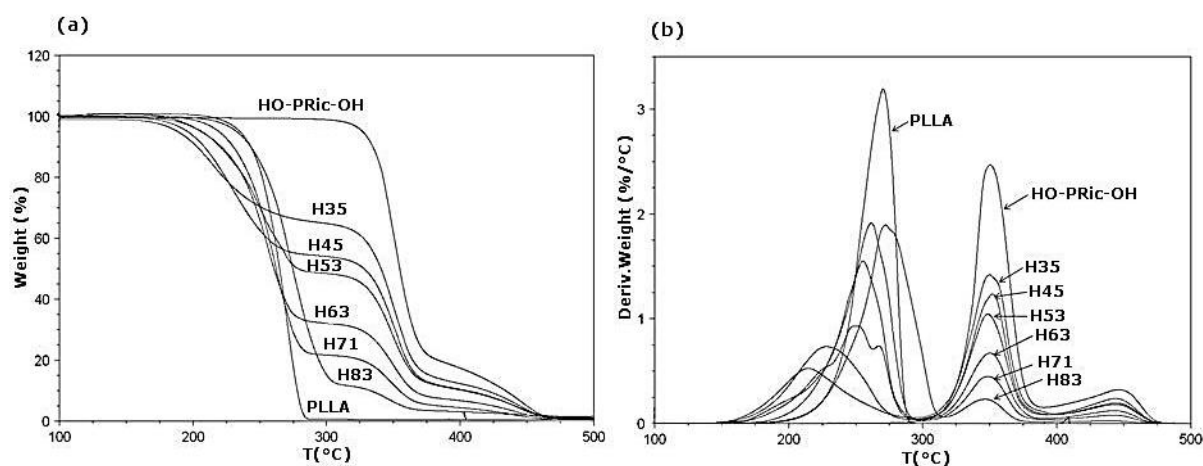 (a)
120
100
80
60
40
20
0
Weight (%)
HO-PRic-OH
H35
H45
H53
H63
H71
H83
PLLA
100 200 300 400 500
T(°C)
(b)
3
2
1
0
Deriv.Weight (%/°C)
PLLA
HO-PRic-OH
H35
H45
H53
H63
H71
H83
100 200 300 400 500
T(°C)